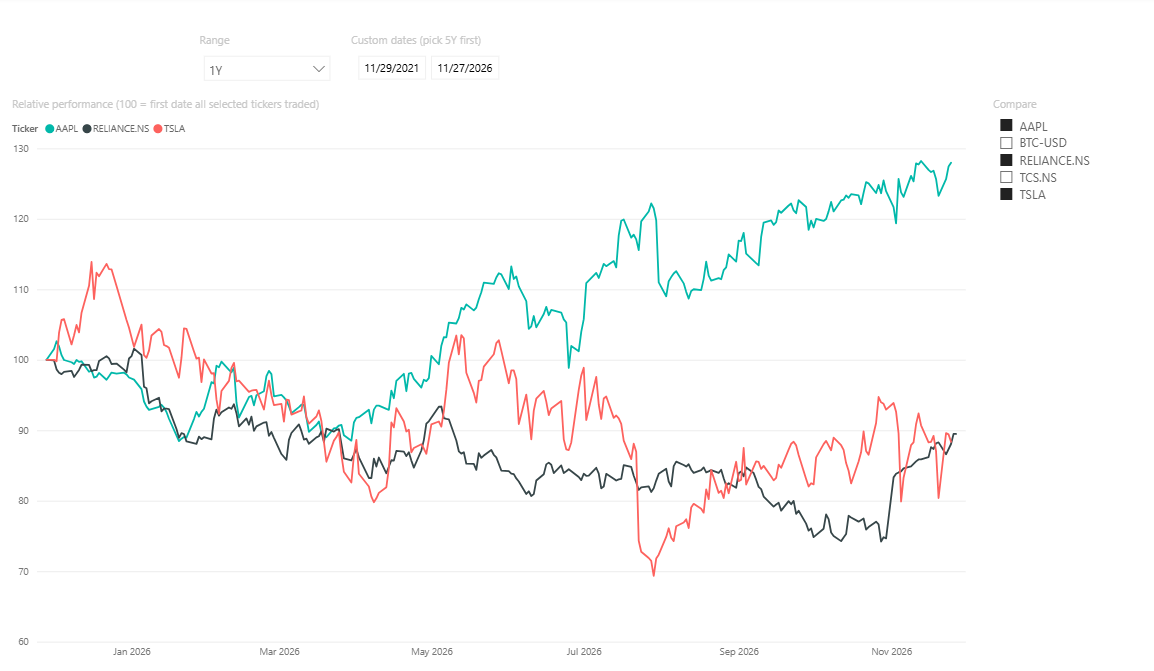 Range
Custom dates (pick 5Y first)
1Y
11/29/2021
11/27/2026
Relative performance (100 = first date all selected tickers traded)
Ticker AAPL RELIANCE.NS TSLA
Compare
AAPL
BTC-USD
RELIANCE.NS
TCS.NS
TSLA
130
120
110
100
90
80
70
60
Jan 2026
Mar 2026
May 2026
Jul 2026
Sep 2026
Nov 2026